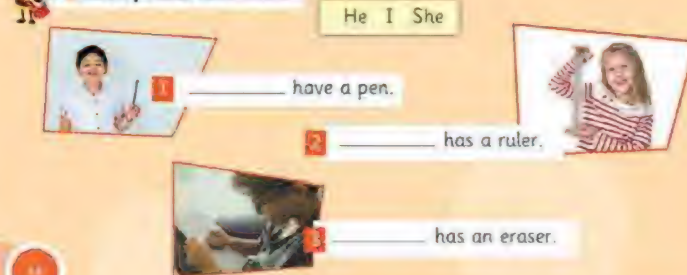 He I She
1 ________ have a pen.
2 ________ has a ruler.
3 ________ has an eraser.